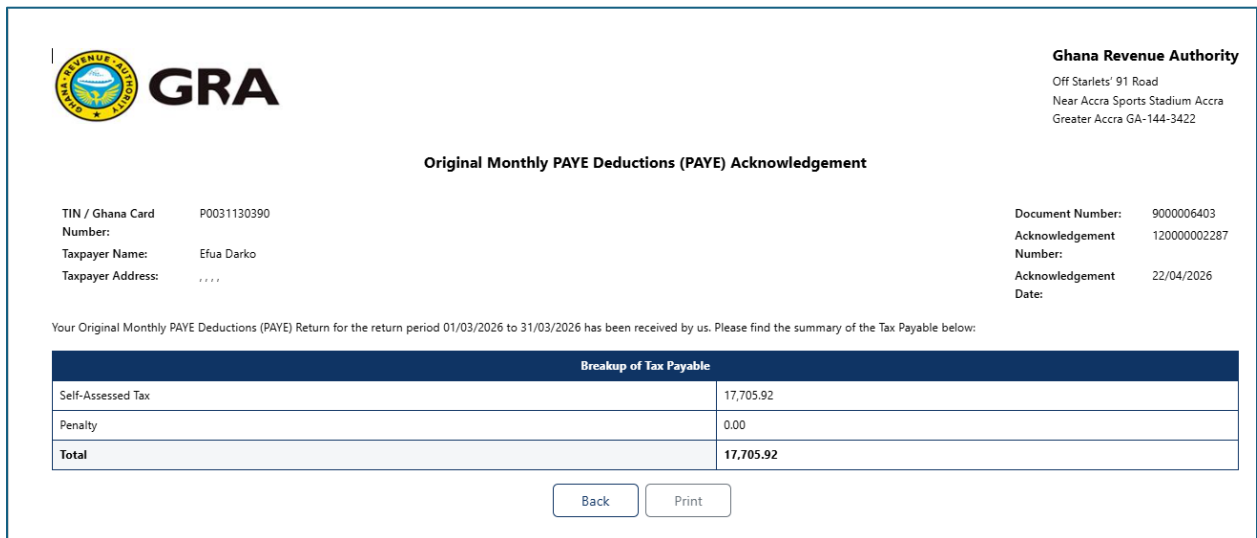 GHANA REVENUE AUTHORITY
GRA
Ghana Revenue Authority
Off Starlets' 91 Road
Near Accra Sports Stadium Accra
Greater Accra GA-144-3422
Original Monthly PAYE Deductions (PAYE) Acknowledgement
TIN / Ghana Card Number: P0031130390
Taxpayer Name: Efua Darko
Taxpayer Address: , , , ,
Document Number: 9000006403
Acknowledgement Number: 120000002287
Acknowledgement Date: 22/04/2026
Your Original Monthly PAYE Deductions (PAYE) Return for the return period 01/03/2026 to 31/03/2026 has been received by us. Please find the summary of the Tax Payable below:
Breakup of Tax Payable
Self-Assessed Tax 17,705.92
Penalty 0.00
Total 17,705.92
Back Print